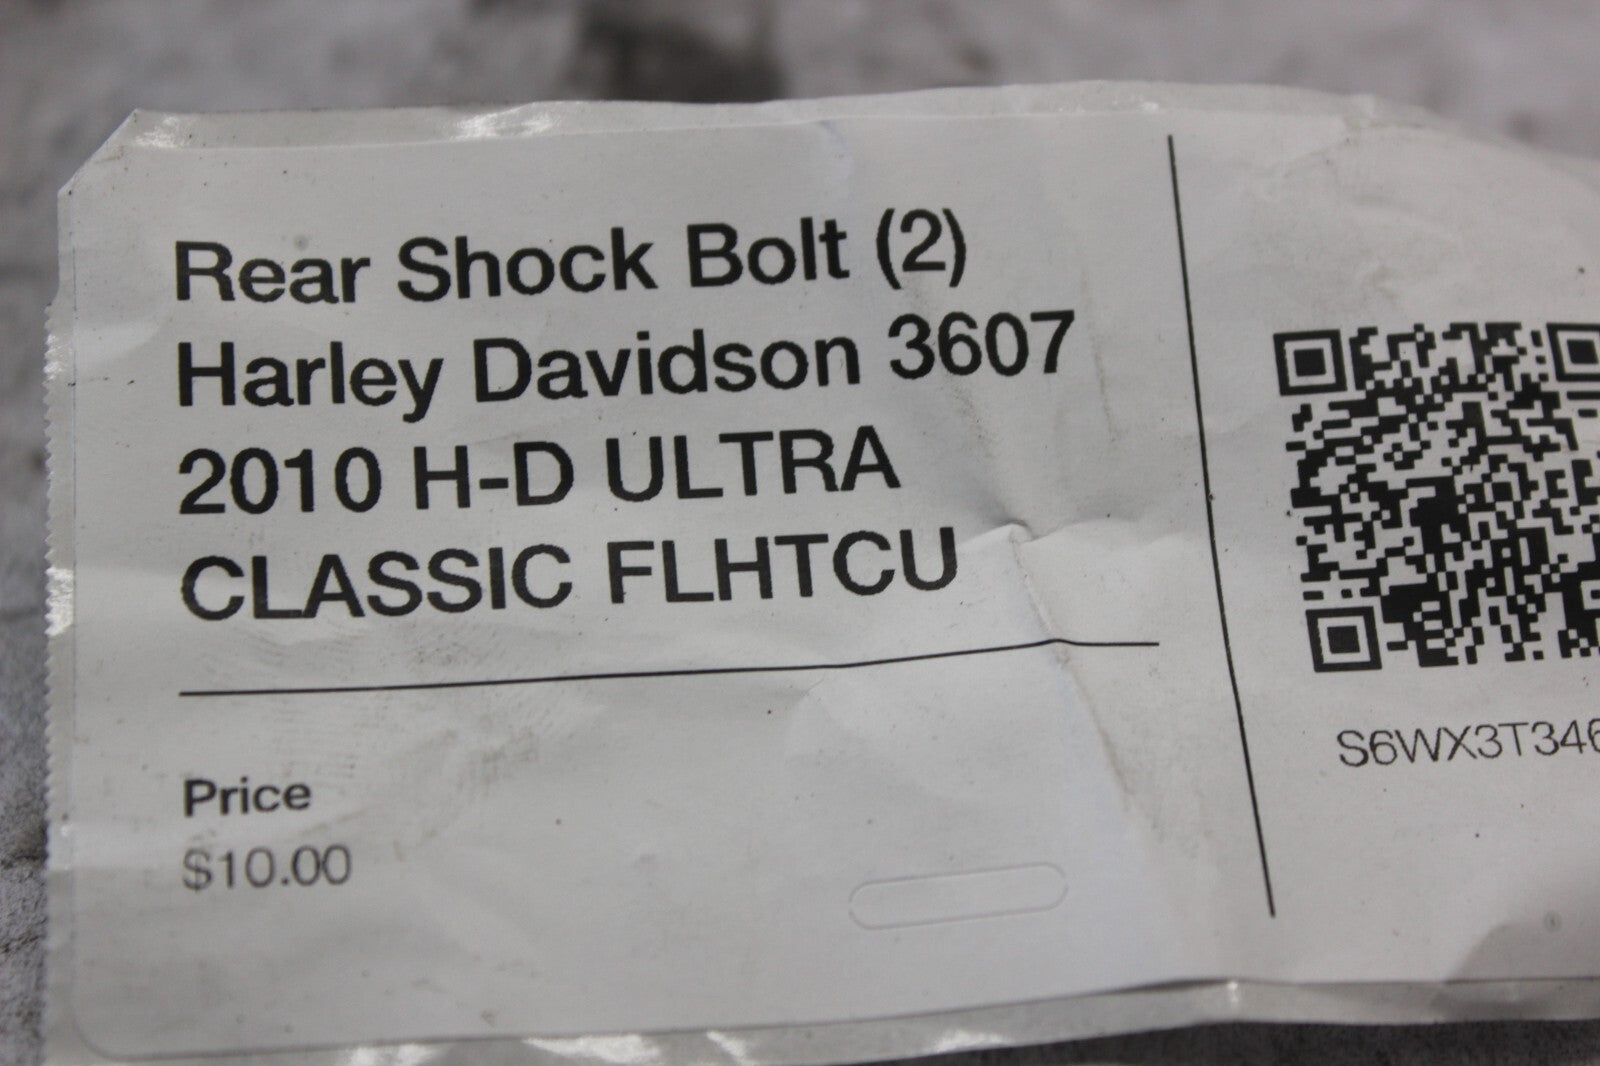 Rear Shock Bolt (2)
Harley Davidson 3607
2010 H-D ULTRA
CLASSIC FLHTCU
Price
$10.00
S6WX3T346